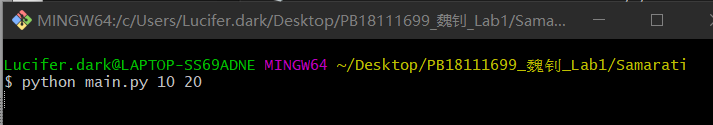 MINGW64:/c/Users/Lucifer.dark/Desktop/PB18111699_魏钊_Lab1/Sama...
Lucifer.dark@LAPTOP-SS69ADNE MINGW64 ~/Desktop/PB18111699_魏钊_Lab1/Samarati
$ python main.py 10 20